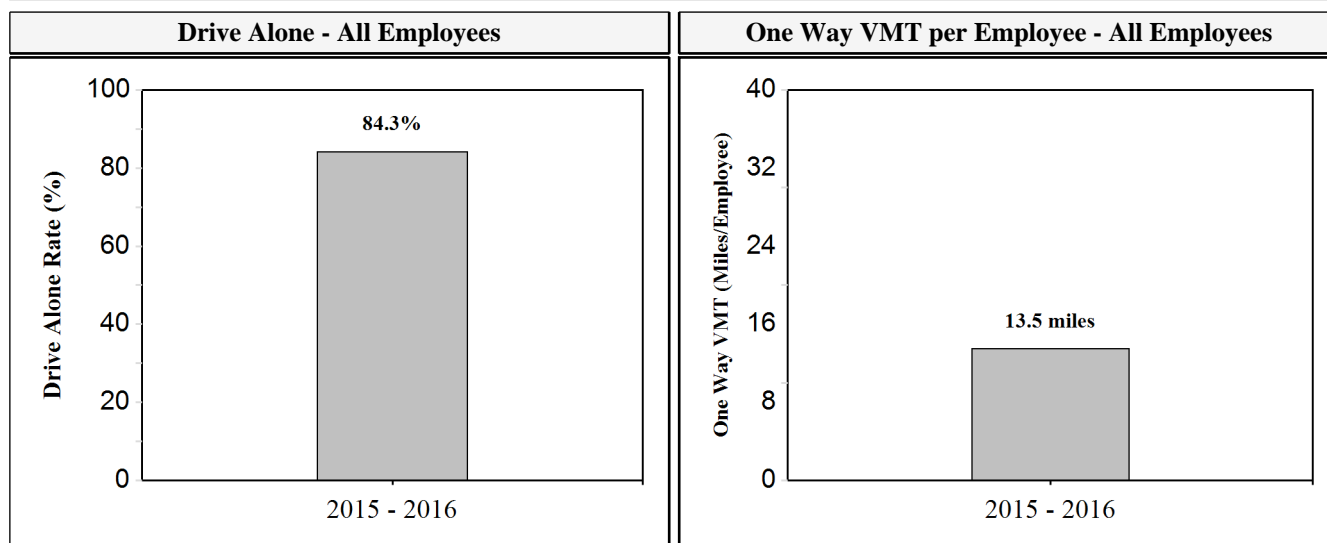 Drive Alone - All Employees
One Way VMT per Employee - All Employees
Drive Alone Rate (%)
100
80
60
40
20
0
84.3%
2015 - 2016
One Way VMT (Miles/Employee)
40
32
24
16
8
0
13.5 miles
2015 - 2016